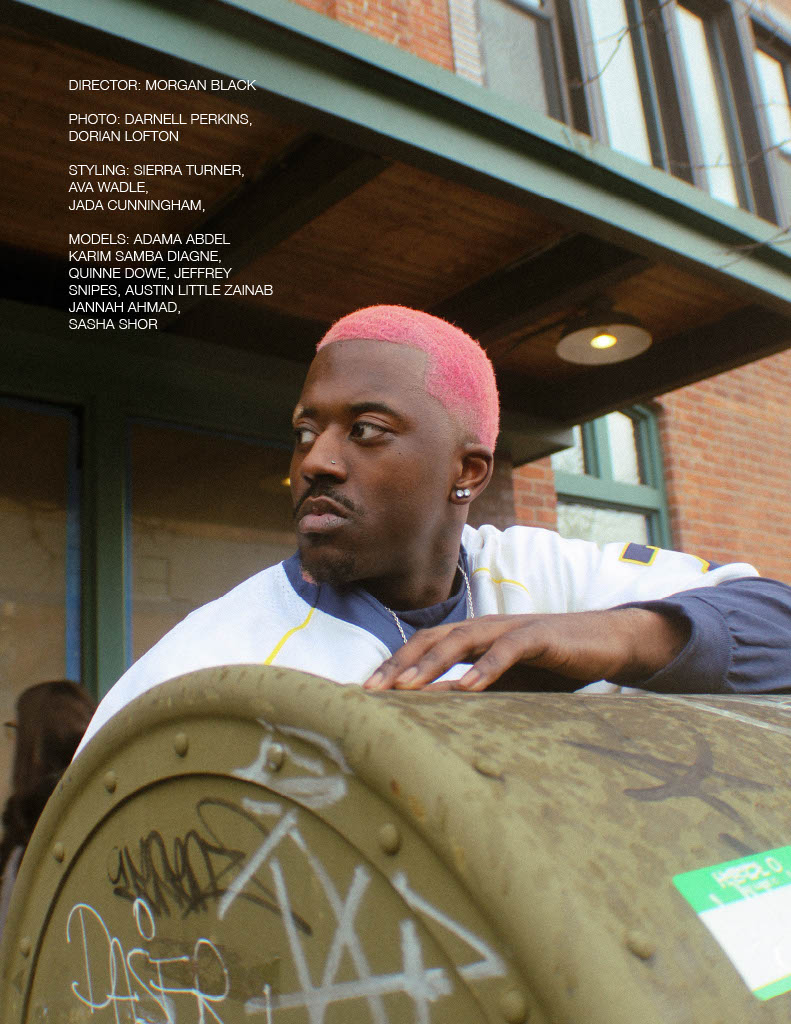 DIRECTOR: MORGAN BLACK
PHOTO: DARNELL PERKINS,
DORIAN LOFTON
STYLING: SIERRA TURNER,
AVA WADLE,
JADA CUNNINGHAM,
MODELS: ADAMA ABDEL
KARIM SAMBA DIAGNE,
QUINNE DOWE, JEFFREY
SNIPES, AUSTIN LITTLE ZAINAB
JANNAH AHMAD,
SASHA SHOR